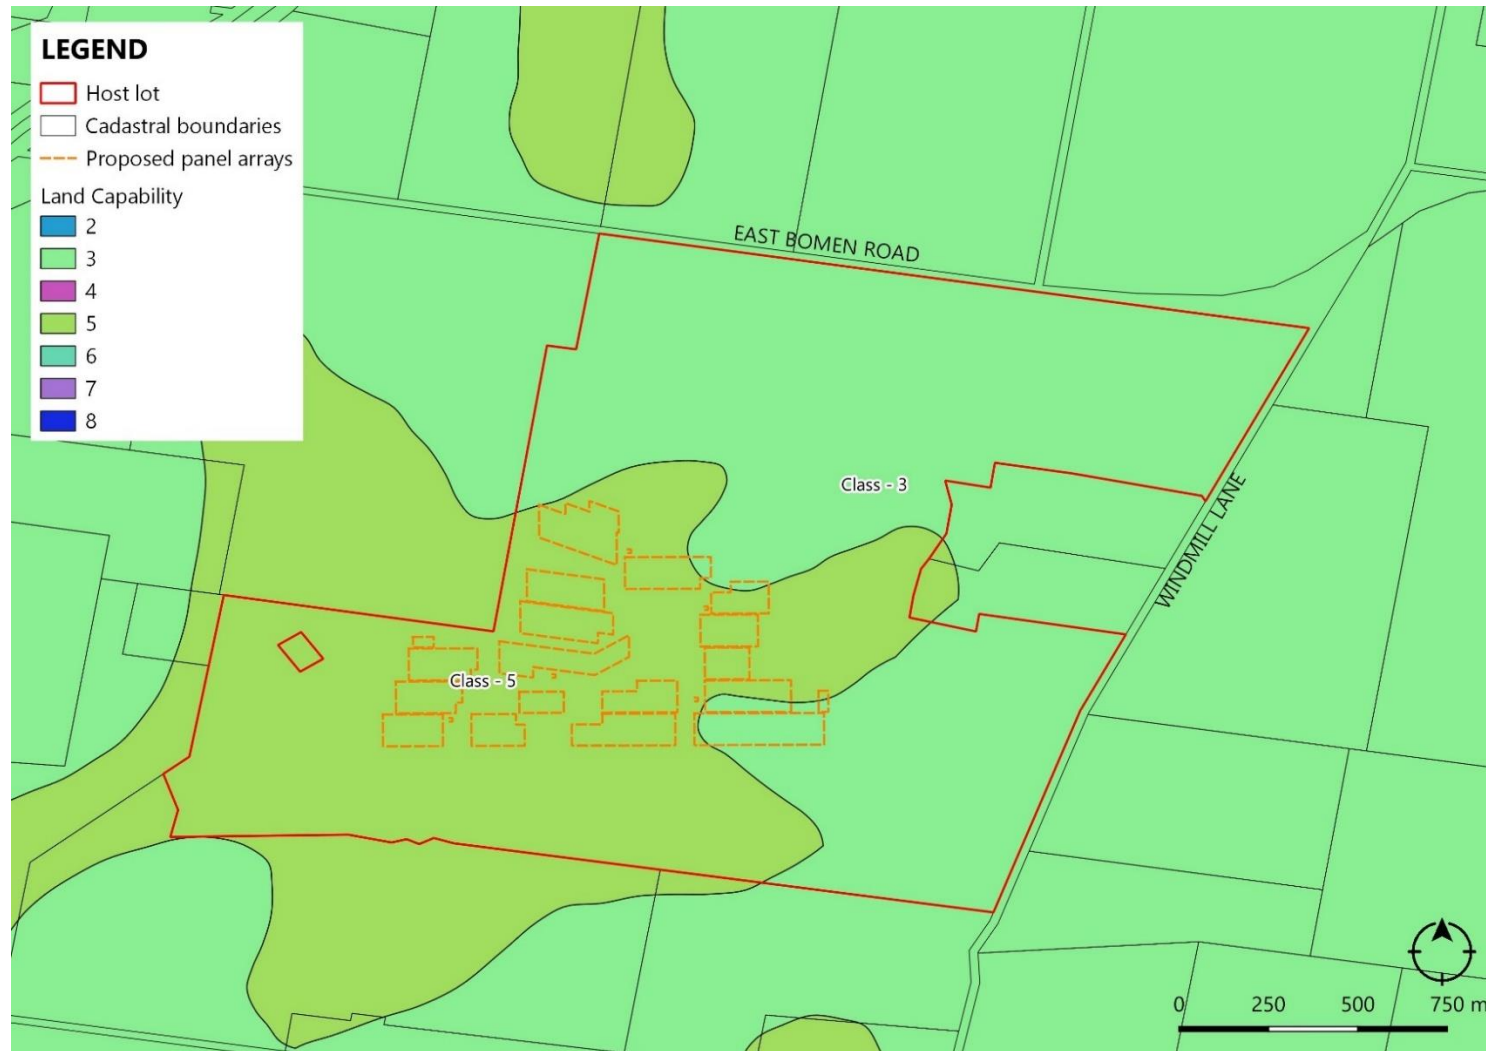 LEGEND
Host lot
Cadastral boundaries
Proposed panel arrays
Land Capability
2
3
4
5
6
7
8
EAST BOMEN ROAD
Class - 3
WINDMILL LANE
Class - 5
0 250 500 750 m